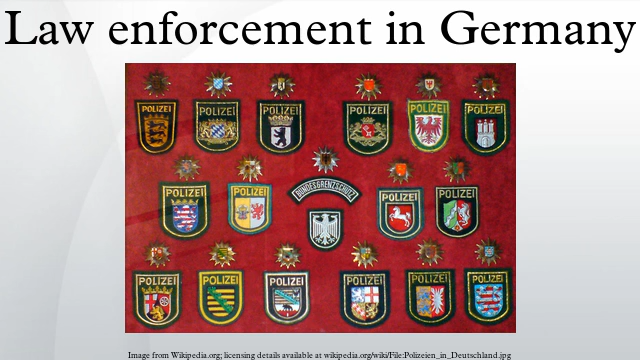 Law enforcement in Germany
POLIZEI POLIZEI POLIZEI POLIZEI POLIZEI POLIZEI
POLIZEI POLIZEI BUNDESGRENZSCHUTZ POLIZEI POLIZEI
POLIZEI POLIZEI POLIZEI POLIZEI POLIZEI POLIZEI
Image from Wikipedia.org; licensing details available at wikipedia.org/wiki/File:Polizeien_in_Deutschland.jpg